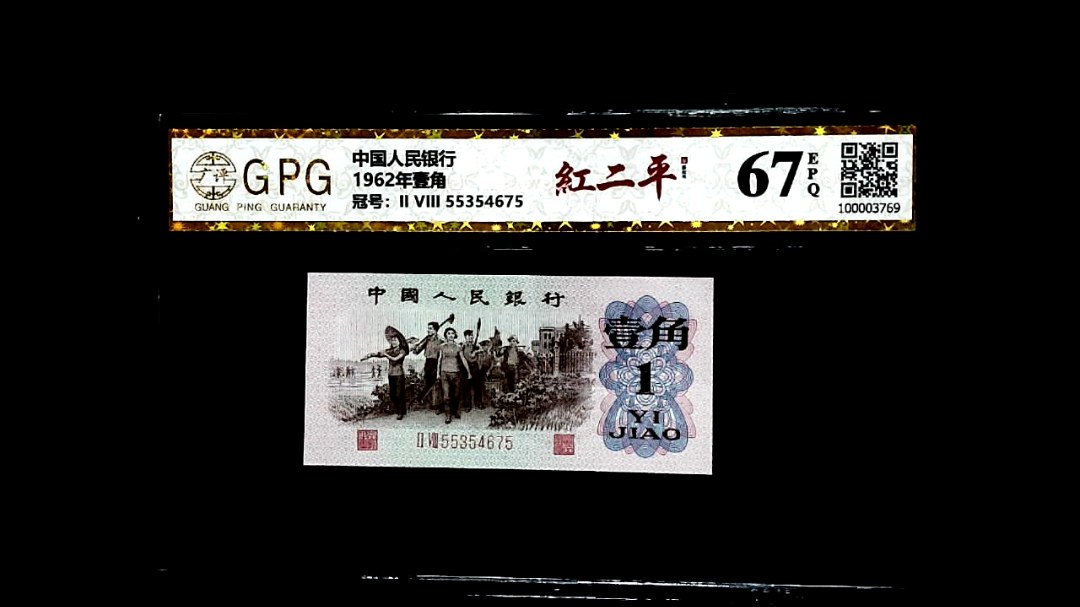 GPG
GUANG PING GUARANTY
中国人民银行
1962年壹角
冠号：II VIII 55354675
紅二平
67
EPQ
100003769
中國人民銀行
壹角
1
YI
JIAO
II VIII 55354675